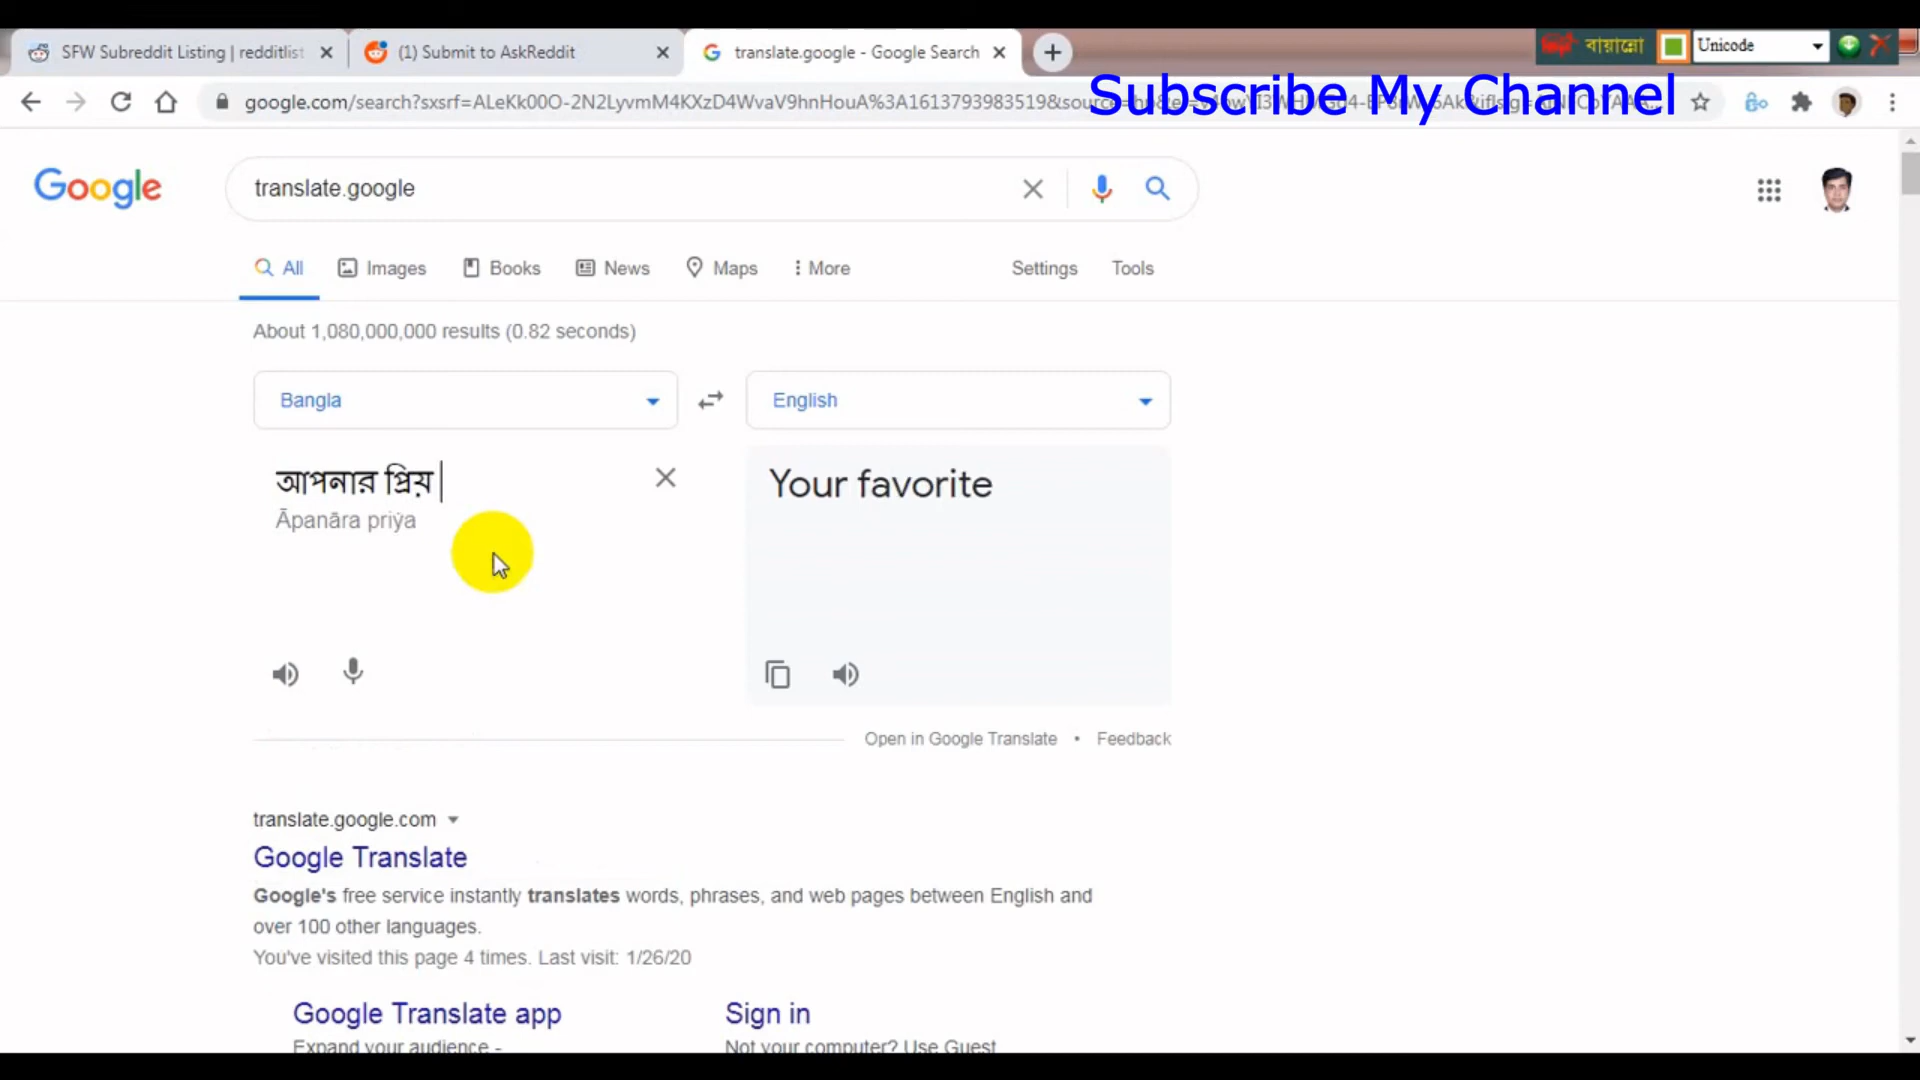 SFW Subreddit Listing | redditlist
(1) Submit to AskReddit
translate.google - Google Search
বায়ান্নো
Unicode
Subscribe My Channel
google.com/search?sxsrf=ALeKk00O-2N2LyvmM4KXzD4WvaV9hnHouA%3A1613793983519&source
Google
translate.google
All
Images
Books
News
Maps
More
Settings
Tools
About 1,080,000,000 results (0.82 seconds)
Bangla
English
আপনার প্রিয়
Your favorite
Āpanāra priẏa
Open in Google Translate • Feedback
translate.google.com
Google Translate
Google's free service instantly translates words, phrases, and web pages between English and
over 100 other languages.
You've visited this page 4 times. Last visit: 1/26/20
Google Translate app
Sign in
Expand your audience -
Not your computer? Use Guest